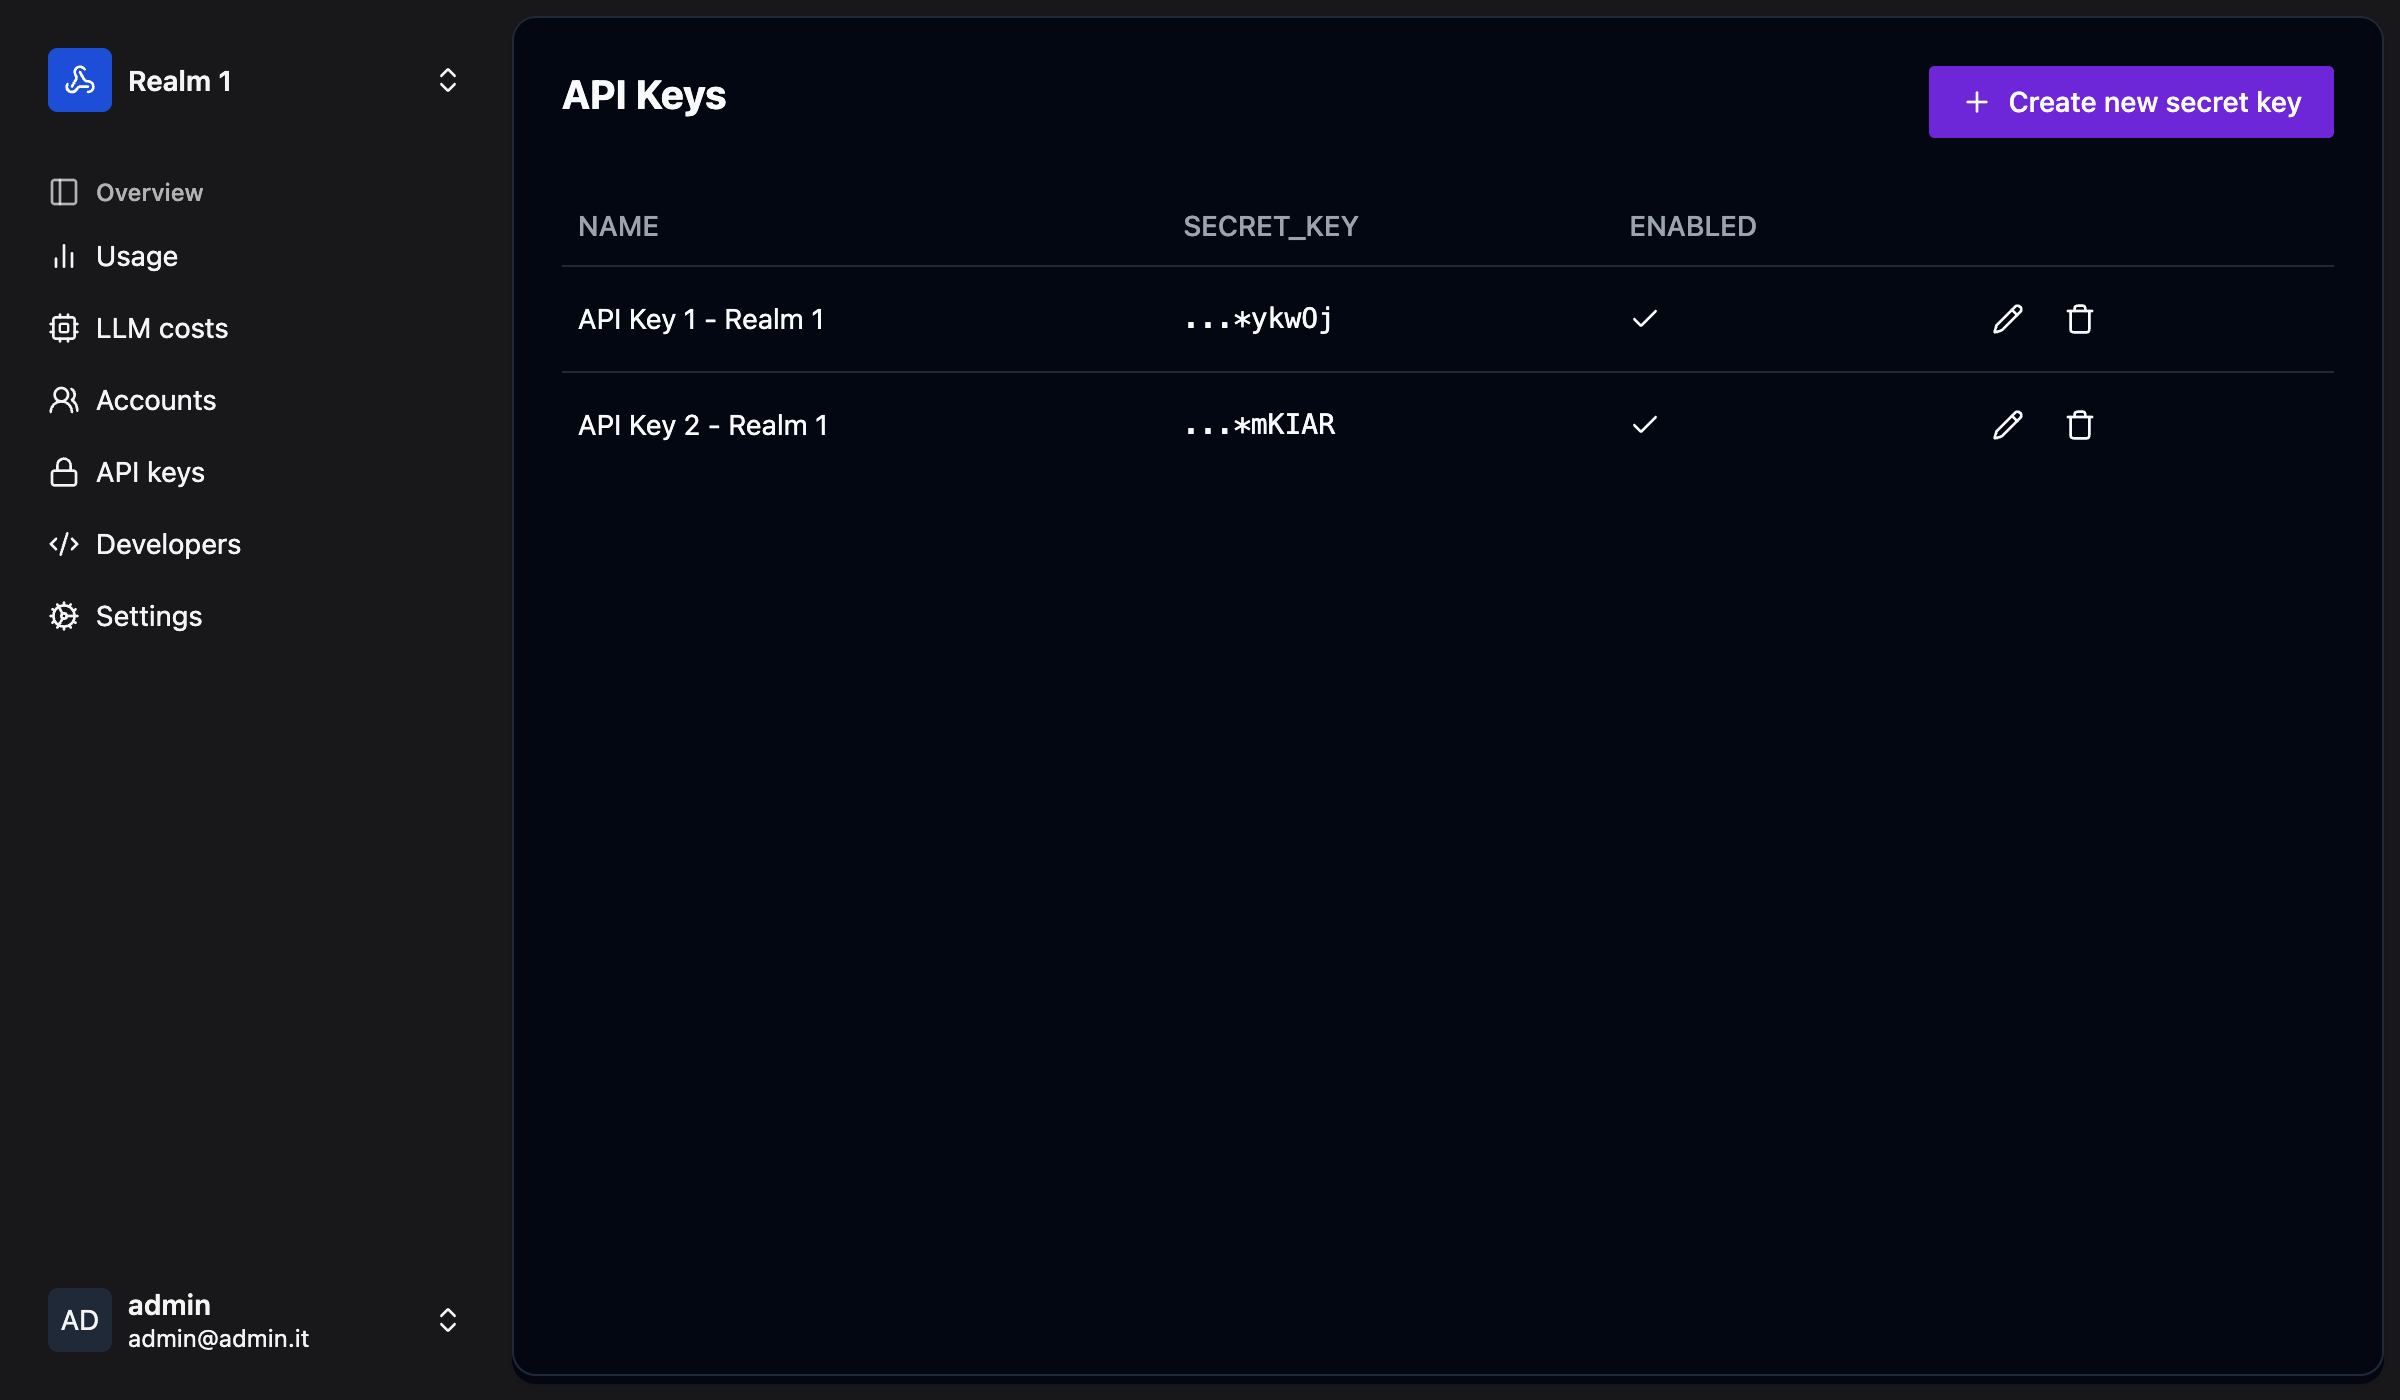 Realm 1
Overview
Usage
LLM costs
Accounts
API keys
Developers
Settings
AD
admin
admin@admin.it
API Keys
+ Create new secret key
NAME SECRET_KEY ENABLED
API Key 1 - Realm 1 ...*ykwOj
API Key 2 - Realm 1 ...*mKIAR